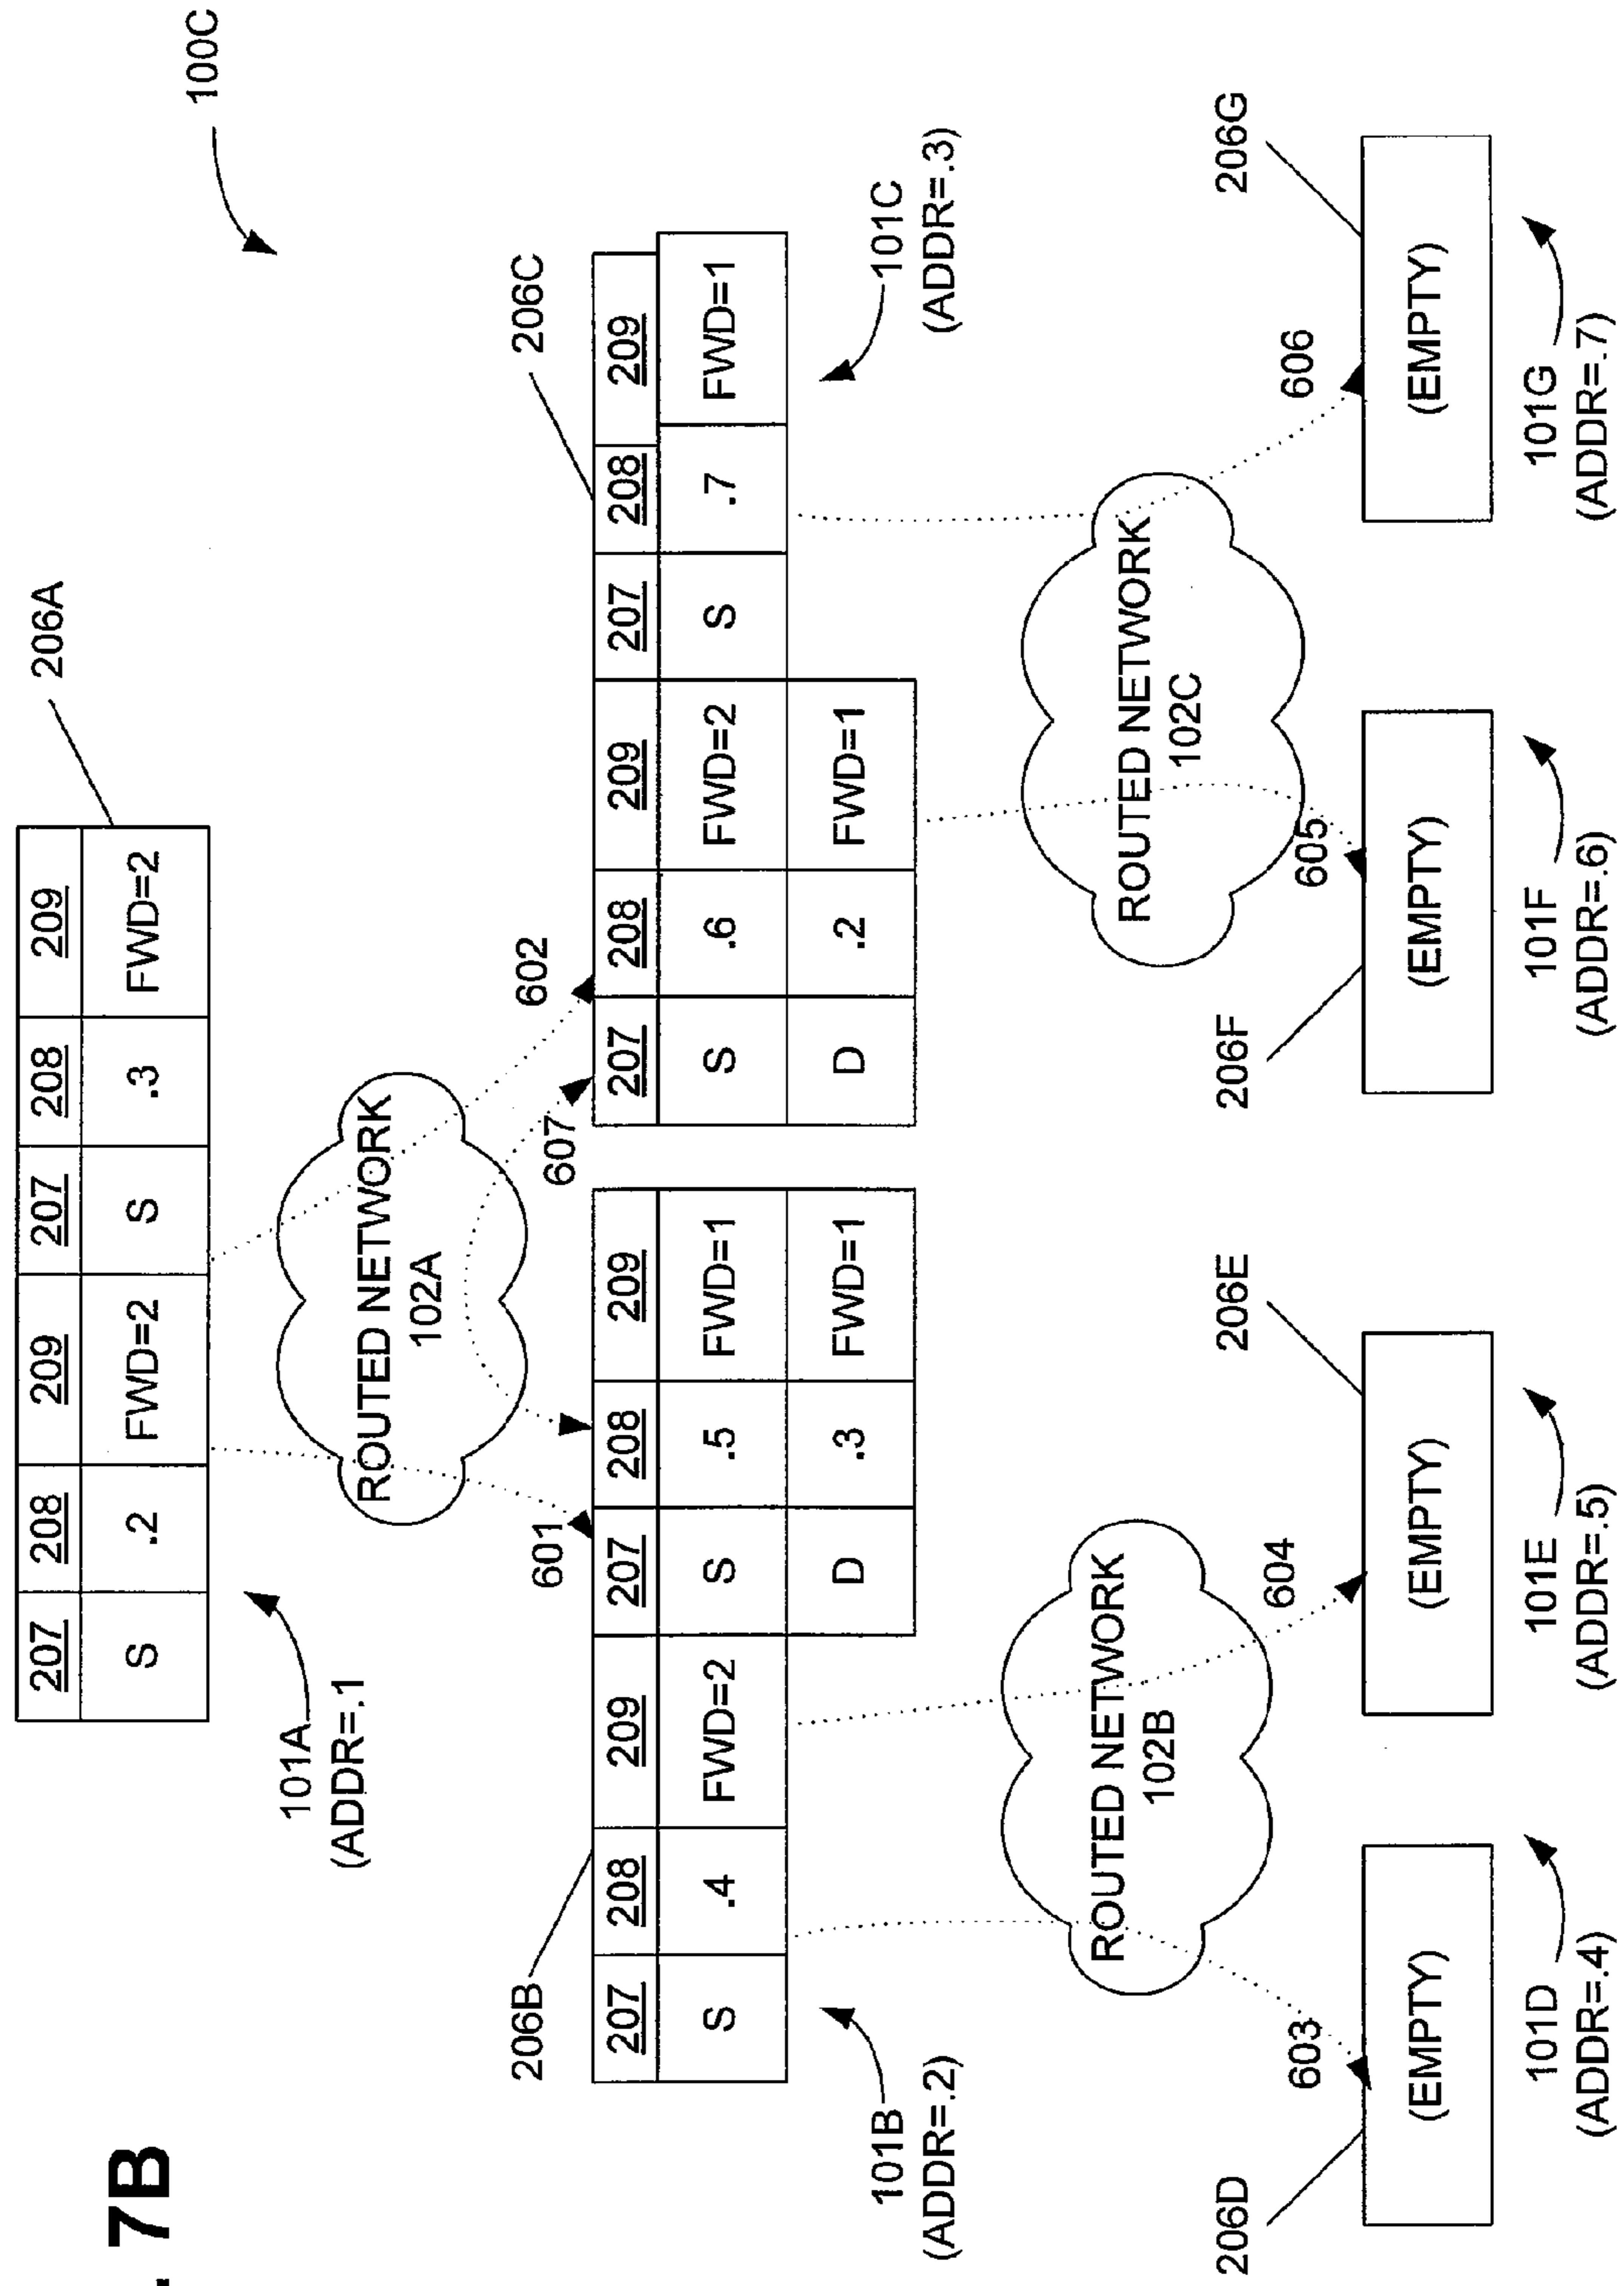 . 7B
100C
206A
207 208 209 207 208 209
S .2 FWD=2 S .3 FWD=2
101A
(ADDR=.1
ROUTED NETWORK
102A
601
607
602
206B
206C
207 208 209 207 208 209
S .4 FWD=2 S .5 FWD=1
D .3 FWD=1
207 208 209 207 208 209
S .6 FWD=2 S .7 FWD=1
D .2 FWD=1
101B
(ADDR=.2)
101C
(ADDR=.3)
ROUTED NETWORK
102B
ROUTED NETWORK
102C
603
604
605
606
206D
206E
206F
206G
(EMPTY)
(EMPTY)
(EMPTY)
(EMPTY)
101D
(ADDR=.4)
101E
(ADDR=.5)
101F
(ADDR=.6)
101G
(ADDR=.7)